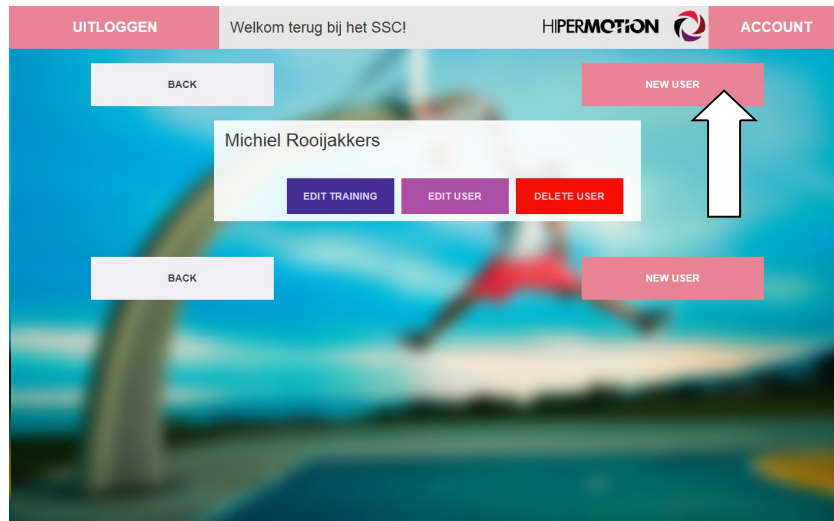 UITLOGGEN Welkom terug bij het SSC! HIPERMOTION ACCOUNT
BACK NEW USER
Michiel Rooijakkers
EDIT TRAINING EDIT USER DELETE USER
BACK NEW USER